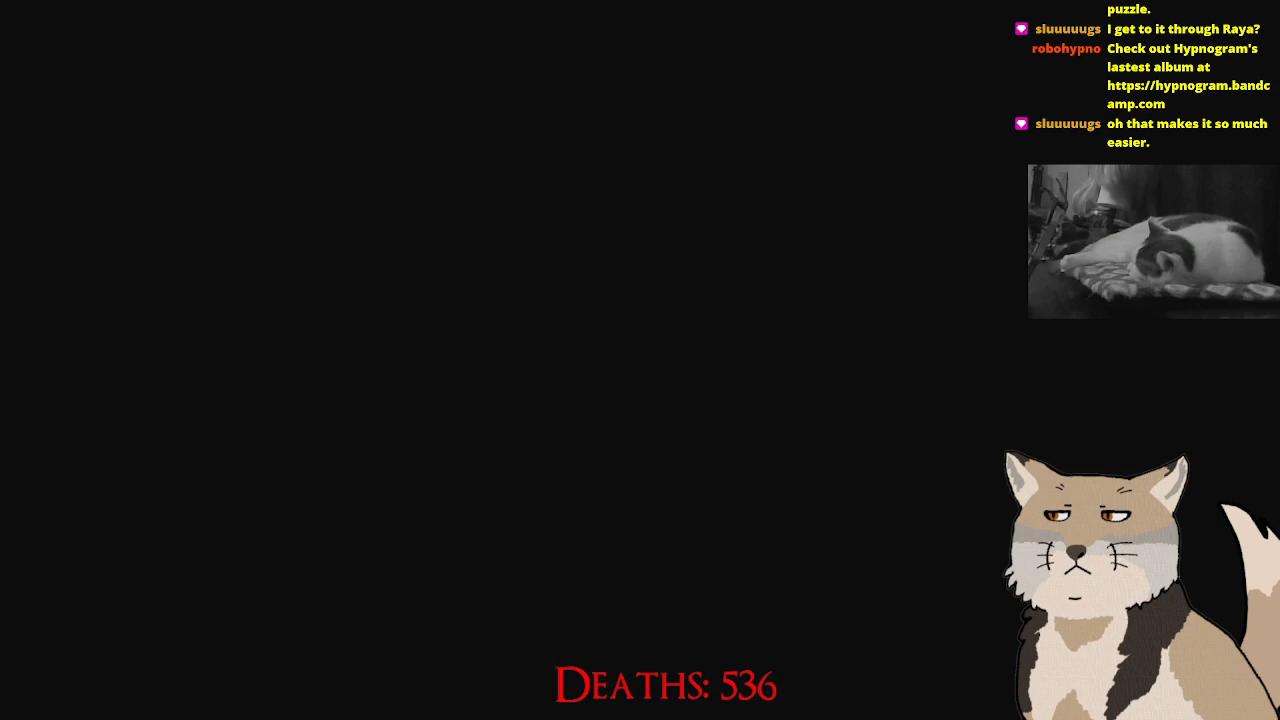 puzzle.
sluuuuugs I get to it through Raya?
robohypno Check out Hypnogram's
lastest album at
https://hypnogram.bandc
amp.com
sluuuuugs oh that makes it so much
easier.
Deaths: 536